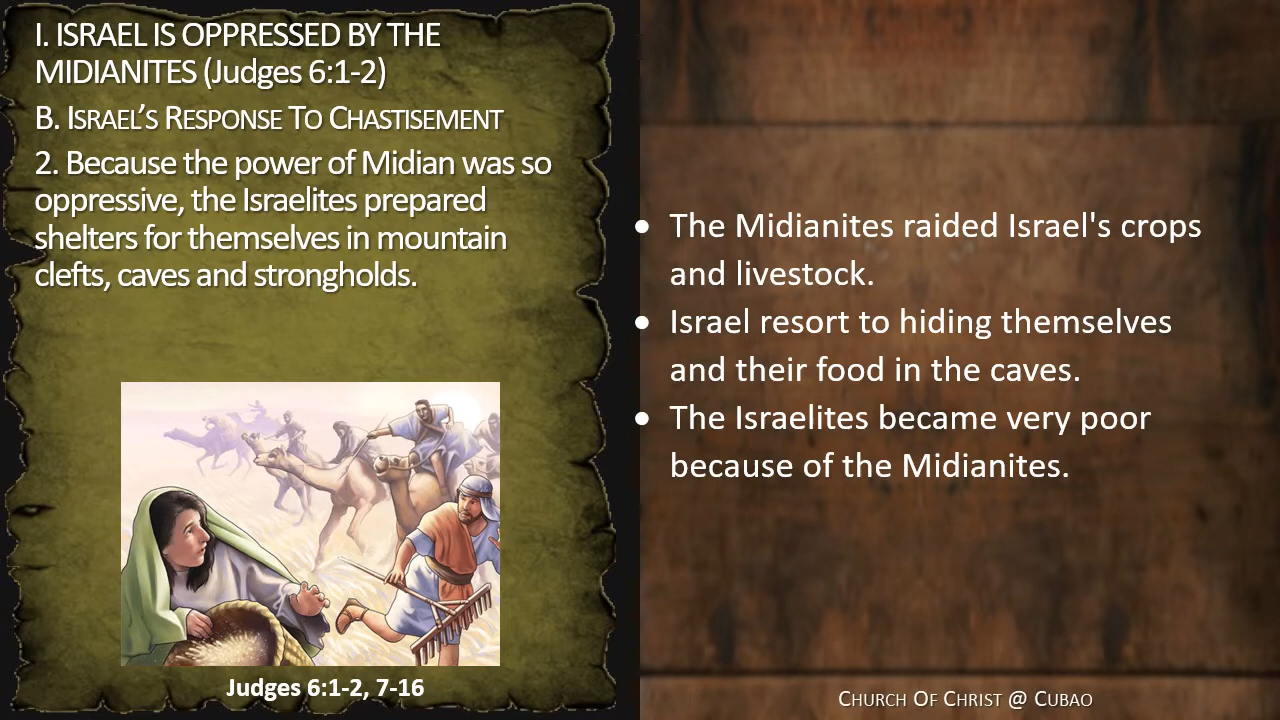 I. ISRAEL IS OPPRESSED BY THE
MIDIANITES (Judges 6:1-2)
B. ISRAEL’S RESPONSE TO CHASTISEMENT
2. Because the power of Midian was so
oppressive, the Israelites prepared
shelters for themselves in mountain
clefts, caves and strongholds.
Judges 6:1-2, 7-16
• The Midianites raided Israel's crops
and livestock.
• Israel resort to hiding themselves
and their food in the caves.
• The Israelites became very poor
because of the Midianites.
CHURCH OF CHRIST @ CUBAO